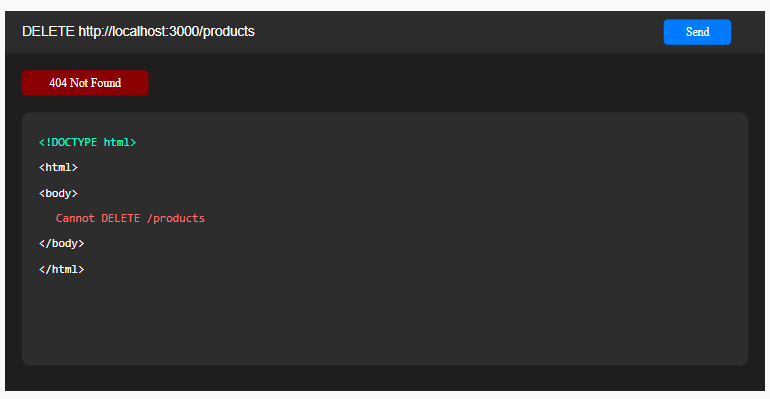 DELETE http://localhost:3000/products
Send
404 Not Found
<!DOCTYPE html>
<html>
<body>
Cannot DELETE /products
</body>
</html>